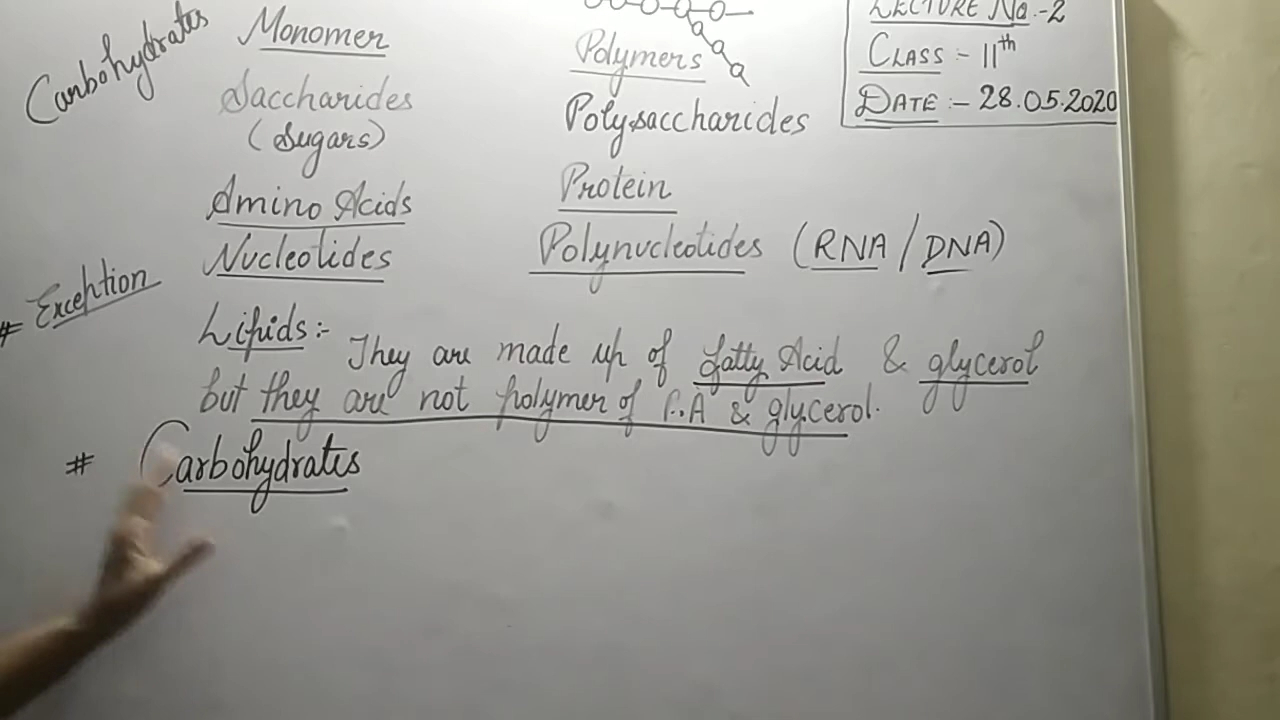 LECTURE No.-2
CLASS :- 11th
DATE :- 28.05.2020
Carbohydrates
Monomer Polymers
Saccharides Polysaccharides
(Sugars)
Amino Acids Protein
Nucleotides Polynucleotides (RNA/DNA)
# Exception
Lipids :- They are made up of fatty Acid & glycerol
but they are not polymer of F.A & glycerol.
# Carbohydrates